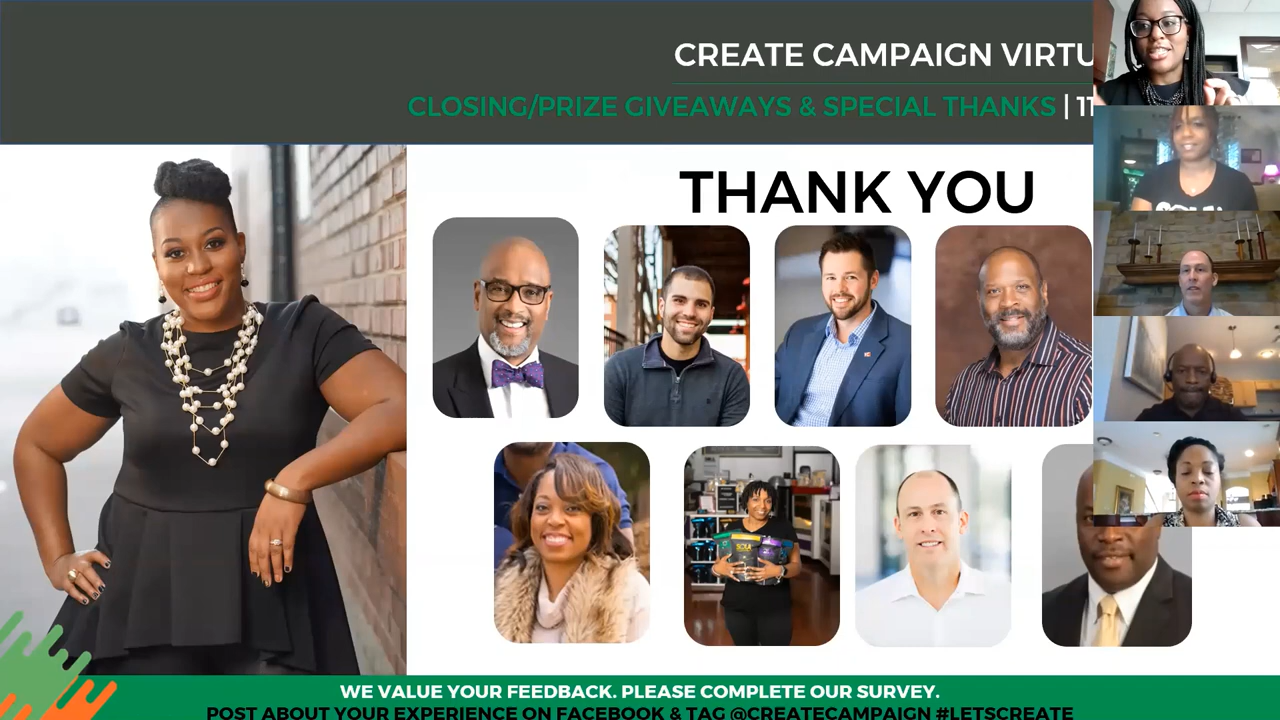 CREATE CAMPAIGN VIRTU
CLOSING/PRIZE GIVEAWAYS & SPECIAL THANKS | 11
THANK YOU
SOUL
WE VALUE YOUR FEEDBACK. PLEASE COMPLETE OUR SURVEY.
POST ABOUT YOUR EXPERIENCE ON FACEBOOK & TAG @CREATECAMPAIGN #LETSCREATE